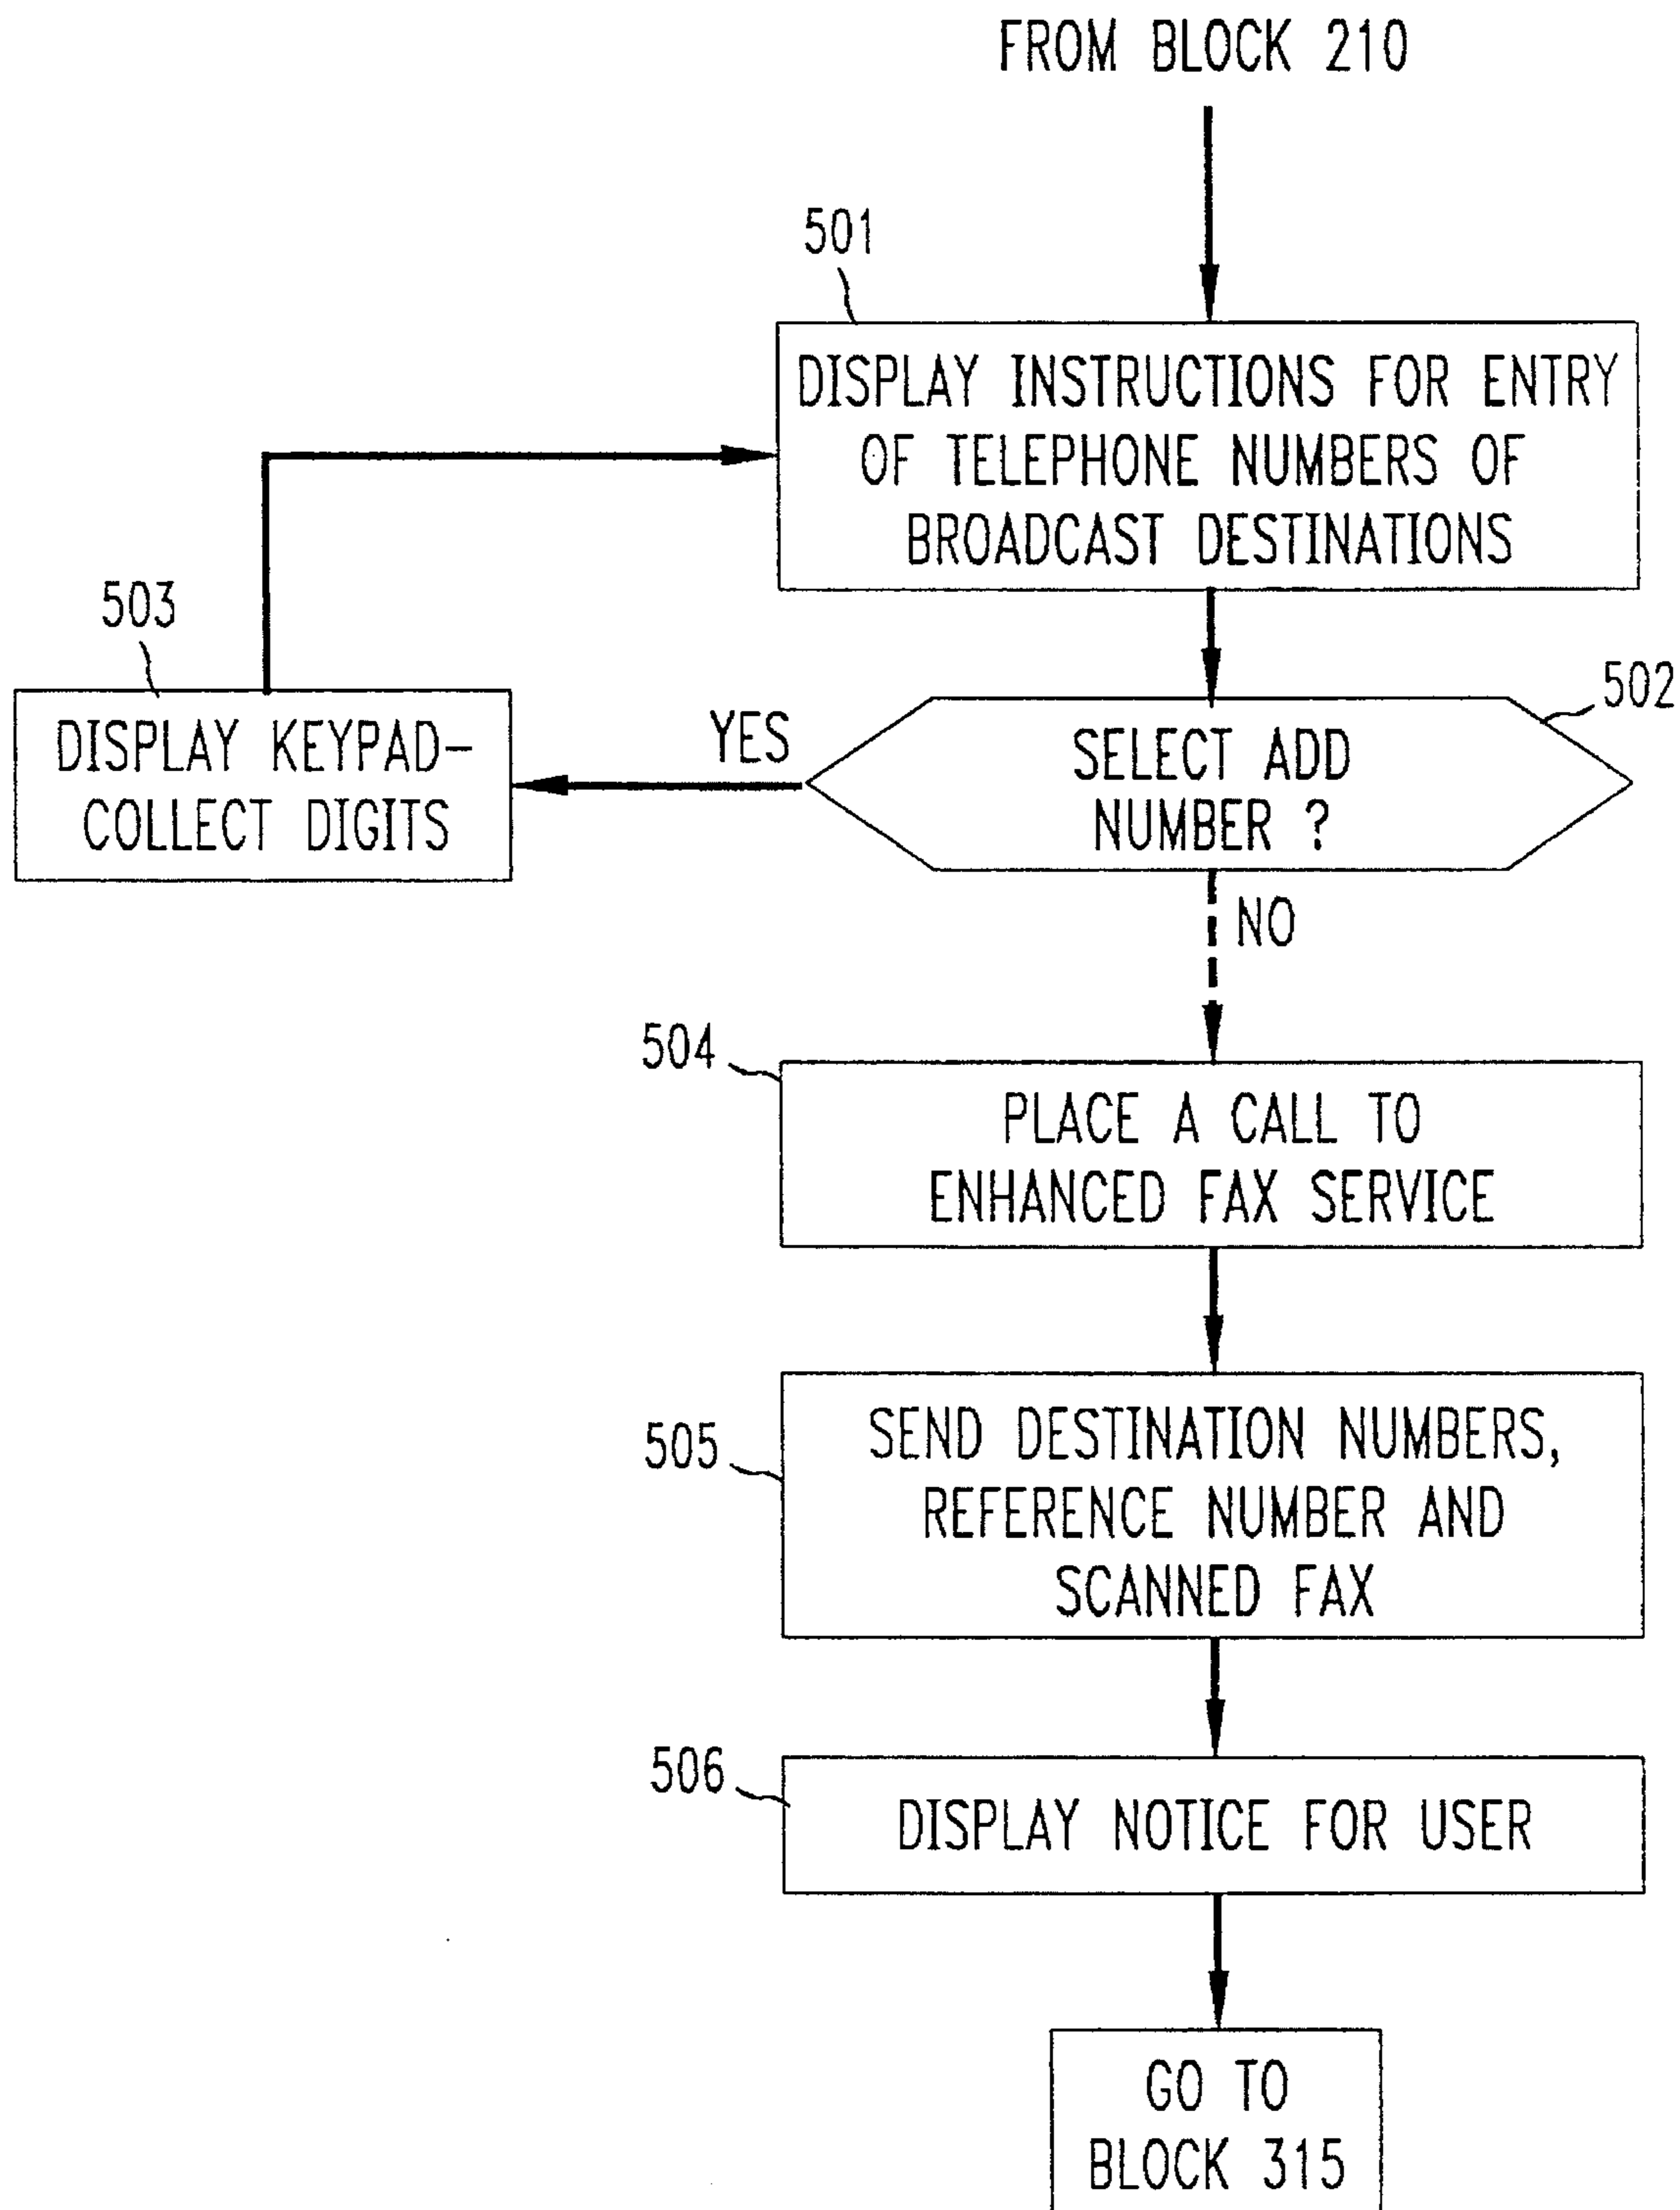 FROM BLOCK 210
501
DISPLAY INSTRUCTIONS FOR ENTRY
OF TELEPHONE NUMBERS OF
BROADCAST DESTINATIONS
503
DISPLAY KEYPAD-
COLLECT DIGITS
YES
502
SELECT ADD
NUMBER ?
NO
504
PLACE A CALL TO
ENHANCED FAX SERVICE
505
SEND DESTINATION NUMBERS,
REFERENCE NUMBER AND
SCANNED FAX
506
DISPLAY NOTICE FOR USER
GO TO
BLOCK 315